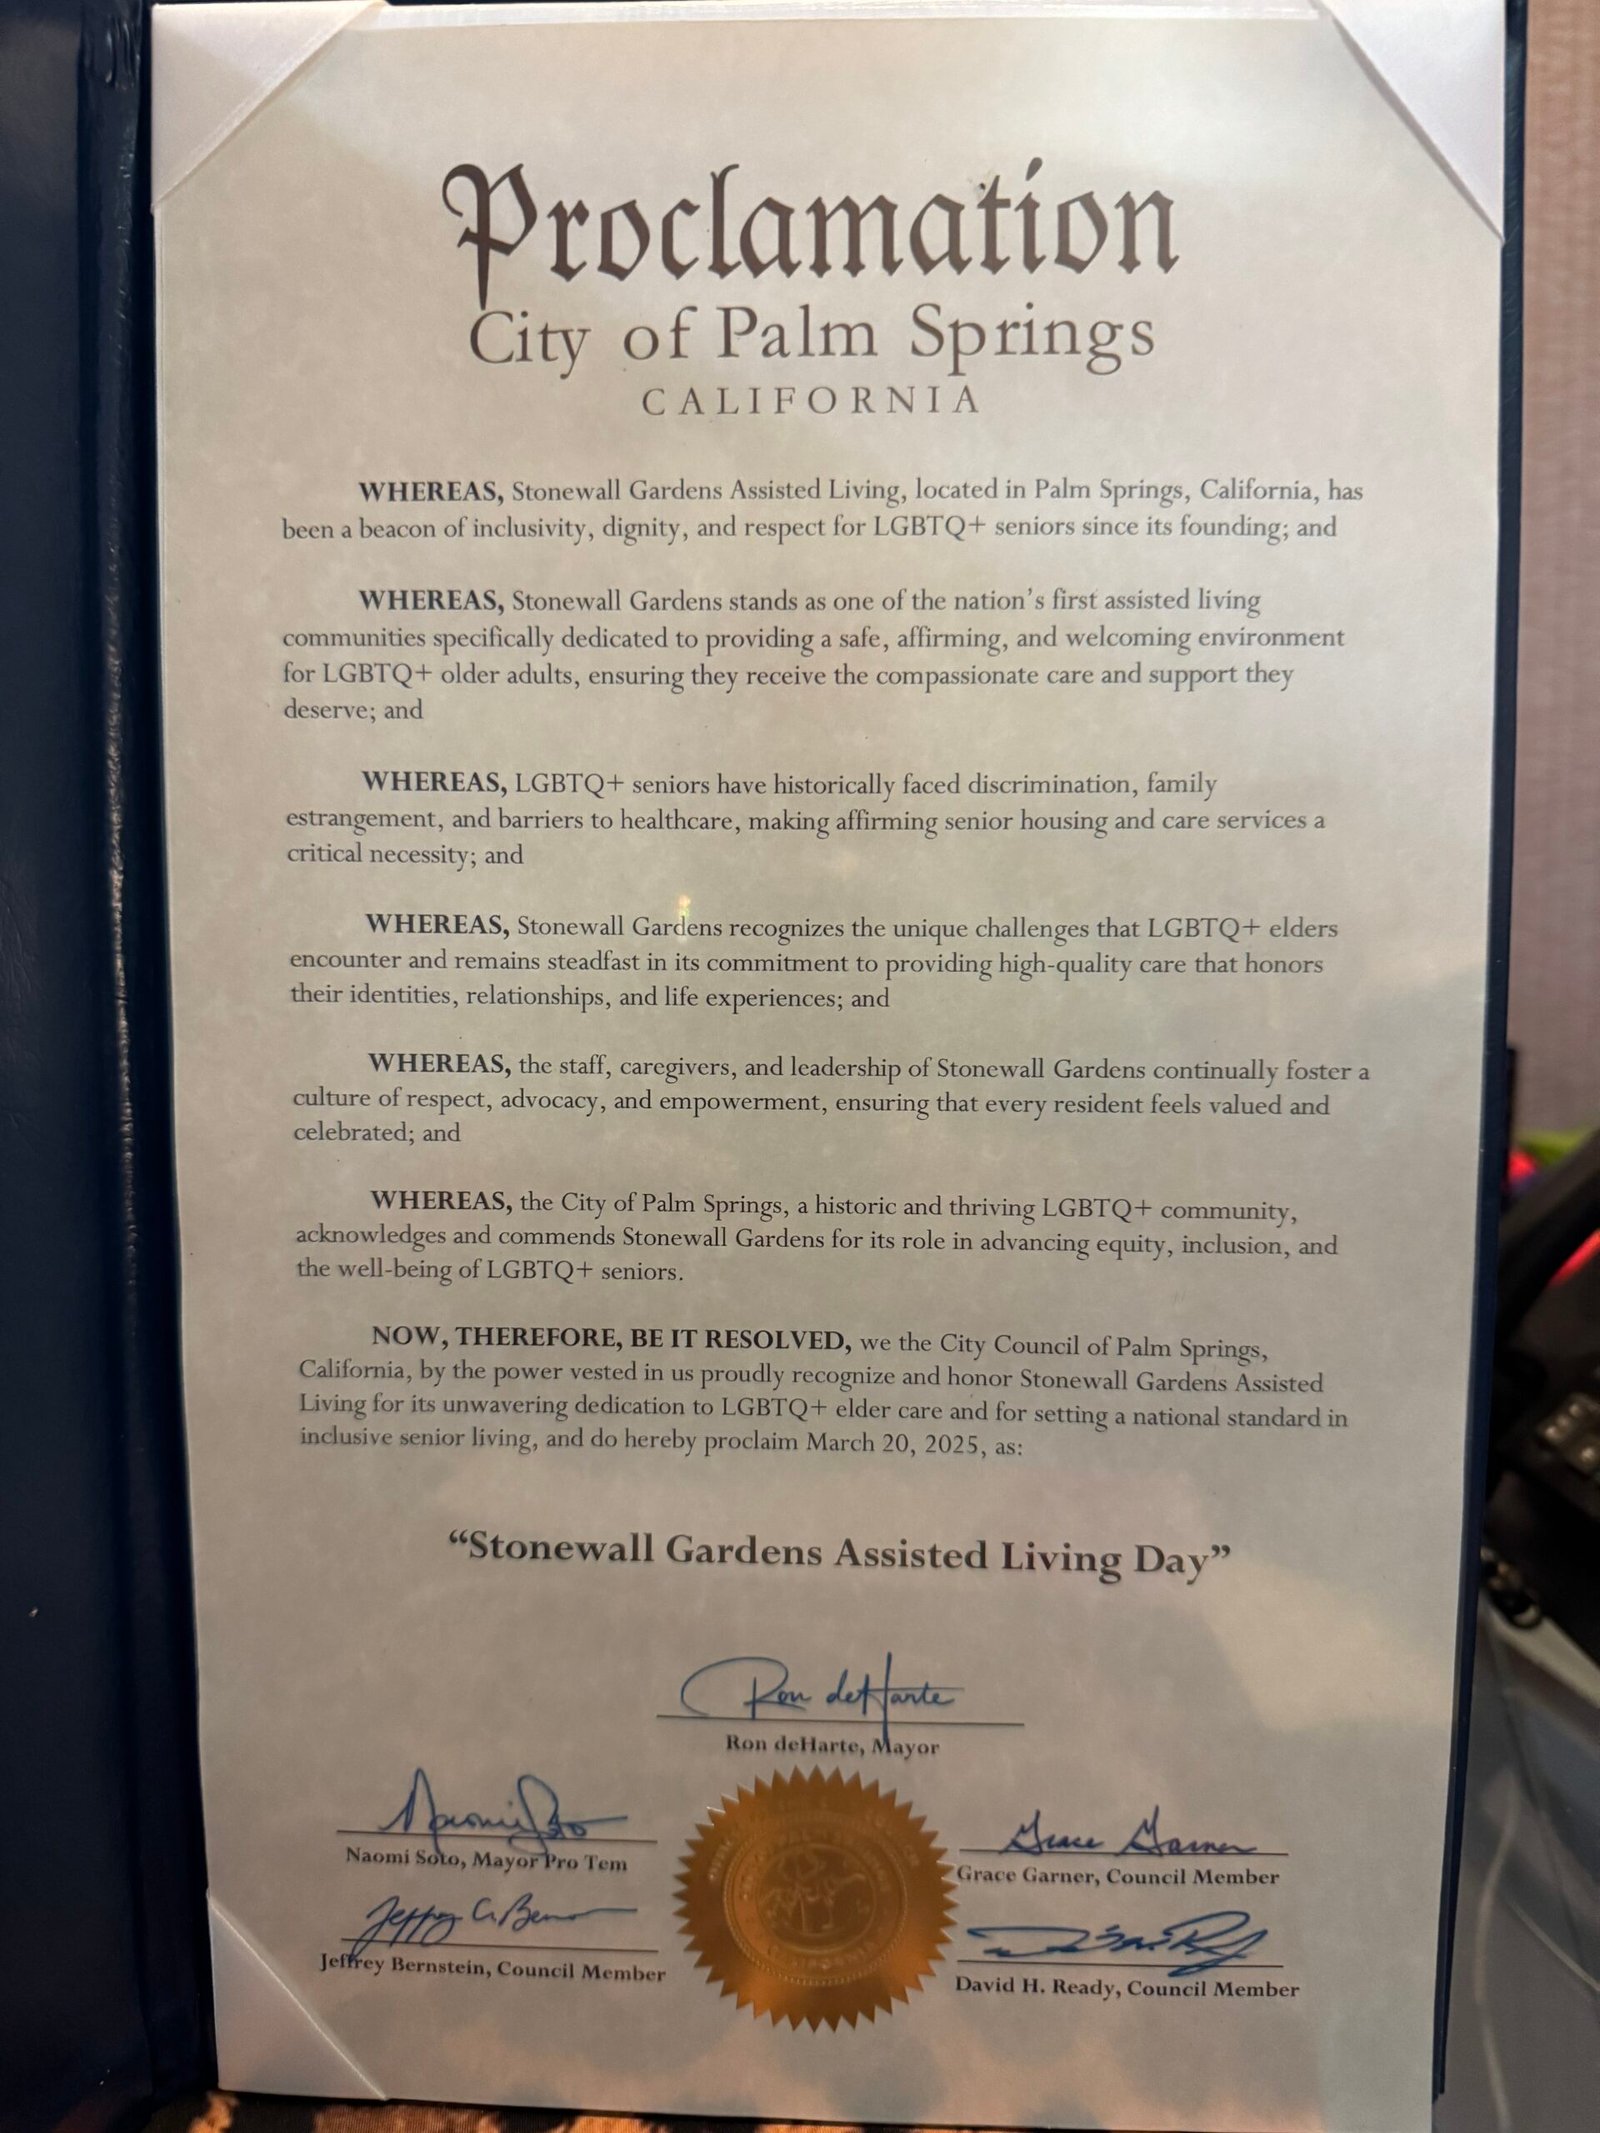 Proclamation
City of Palm Springs
CALIFORNIA
WHEREAS, Stonewall Gardens Assisted Living, located in Palm Springs, California, has
been a beacon of inclusivity, dignity, and respect for LGBTQ+ seniors since its founding; and
WHEREAS, Stonewall Gardens stands as one of the nation's first assisted living
communities specifically dedicated to providing a safe, affirming, and welcoming environment
for LGBTQ+ older adults, ensuring they receive the compassionate care and support they
deserve; and
WHEREAS, LGBTQ+ seniors have historically faced discrimination, family
estrangement, and barriers to healthcare, making affirming senior housing and care services a
critical necessity; and
WHEREAS, Stonewall Gardens recognizes the unique challenges that LGBTQ+ elders
encounter and remains steadfast in its commitment to providing high-quality care that honors
their identities, relationships, and life experiences; and
WHEREAS, the staff, caregivers, and leadership of Stonewall Gardens continually foster a
culture of respect, advocacy, and empowerment, ensuring that every resident feels valued and
celebrated; and
WHEREAS, the City of Palm Springs, a historic and thriving LGBTQ+ community,
acknowledges and commends Stonewall Gardens for its role in advancing equity, inclusion, and
the well-being of LGBTQ+ seniors.
NOW, THEREFORE, BE IT RESOLVED, we the City Council of Palm Springs,
California, by the power vested in us proudly recognize and honor Stonewall Gardens Assisted
Living for its unwavering dedication to LGBTQ+ elder care and for setting a national standard in
inclusive senior living, and do hereby proclaim March 20, 2025, as:
"Stonewall Gardens Assisted Living Day"
Ron deHarte
Ron deHarte, Mayor
Naomi Soto
Naomi Soto, Mayor Pro Tem
Grace Garner
Grace Garner, Council Member
Jeffrey Bernstein, Council Member
David H. Ready, Council Member